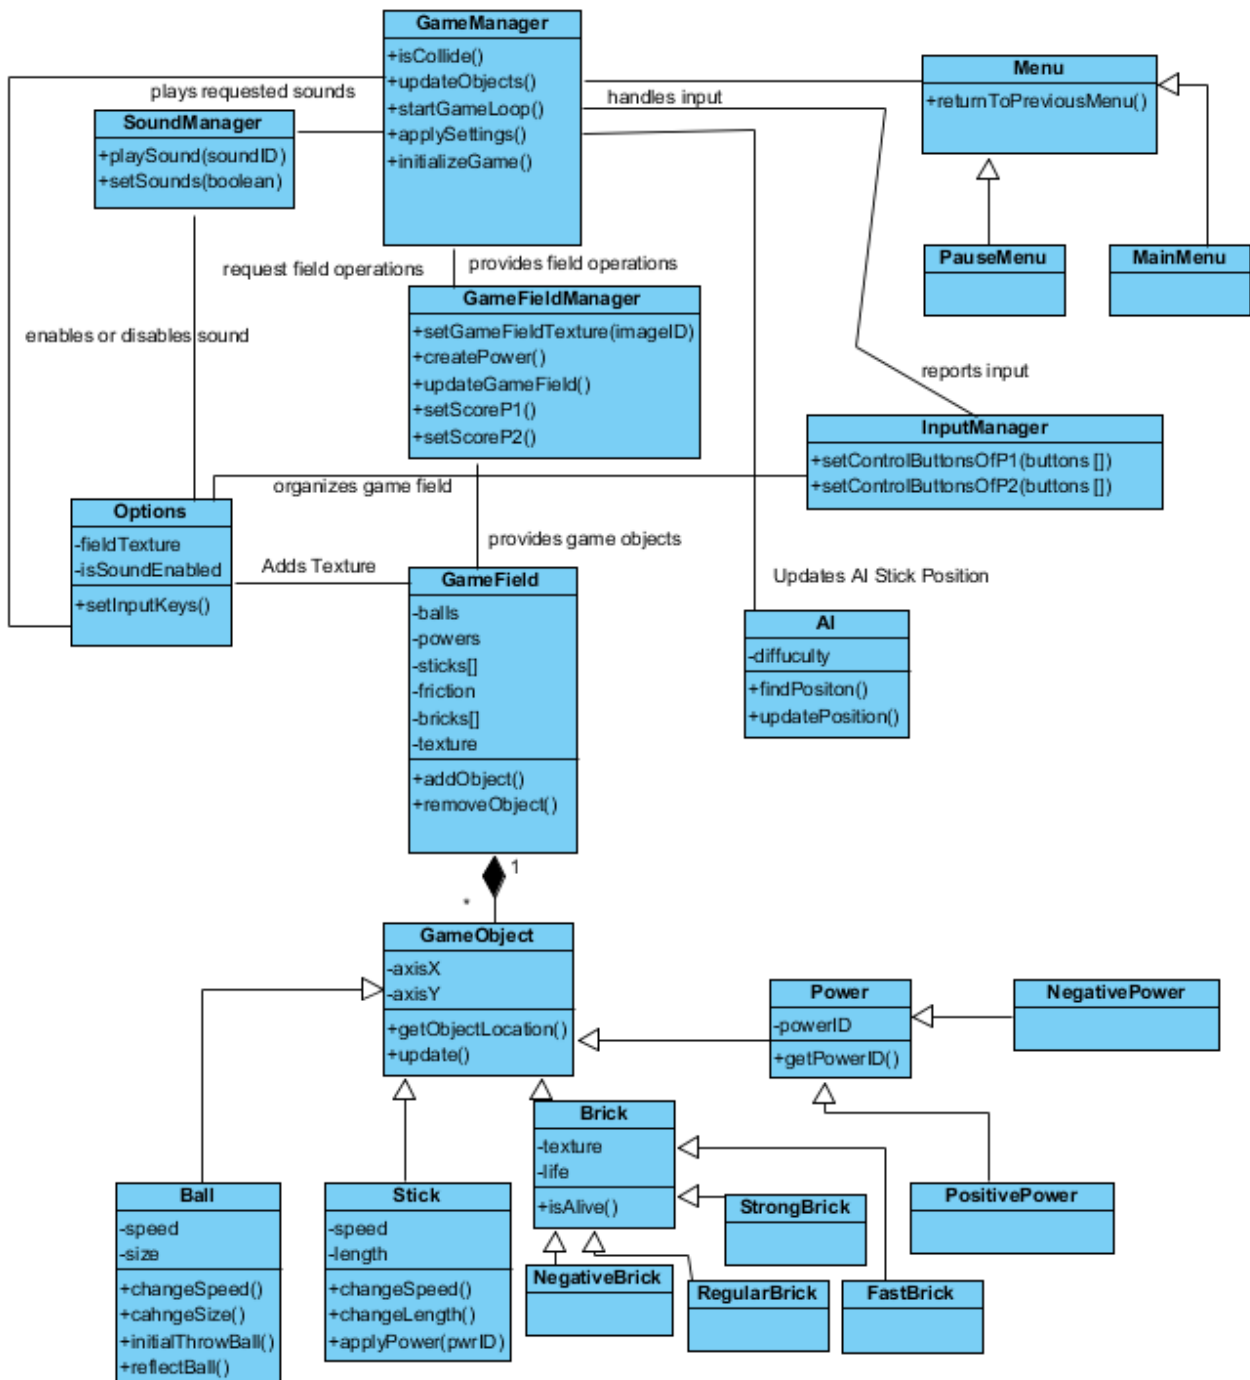 GameManager
+isCollide()
+updateObjects()
+startGameLoop()
+applySettings()
+initializeGame()
plays requested sounds
handles input
Menu
+returnToPreviousMenu()
SoundManager
+playSound(soundID)
+setSounds(boolean)
PauseMenu
MainMenu
request field operations
provides field operations
GameFieldManager
+setGameFieldTexture(imageID)
+createPower()
+updateGameField()
+setScoreP1()
+setScoreP2()
enables or disables sound
reports input
InputManager
+setControlButtonsOfP1(buttons [])
+setControlButtonsOfP2(buttons [])
organizes game field
Options
-fieldTexture
-isSoundEnabled
+setInputKeys()
provides game objects
Adds Texture
GameField
-balls
-powers
-sticks[]
-friction
-bricks[]
-texture
+addObject()
+removeObject()
Updates AI Stick Position
AI
-diffuculty
+findPositon()
+updatePosition()
1
*
GameObject
-axisX
-axisY
+getObjectLocation()
+update()
Power
-powerID
+getPowerID()
NegativePower
Brick
-texture
-life
+isAlive()
Ball
-speed
-size
+changeSpeed()
+cahngeSize()
+initialThrowBall()
+reflectBall()
Stick
-speed
-length
+changeSpeed()
+changeLength()
+applyPower(pwrID)
StrongBrick
PositivePower
NegativeBrick
RegularBrick
FastBrick